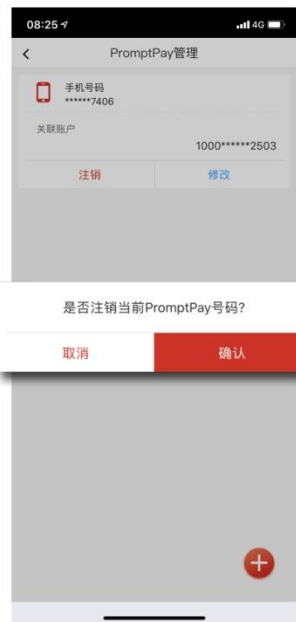 08:25
4G
PromptPay管理
手机号码
******7406
关联账户
1000******2503
注销
修改
是否注销当前PromptPay号码?
取消
确认